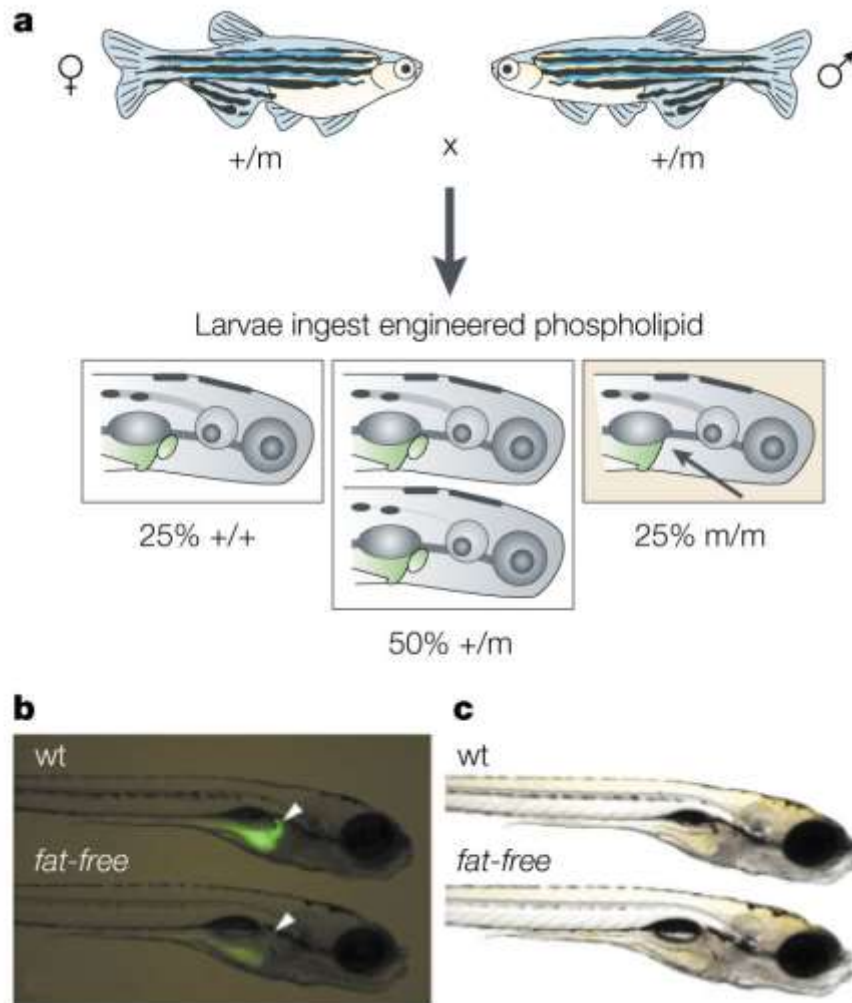 a
♀
♂
+/m
x
+/m
Larvae ingest engineered phospholipid
25% +/+
50% +/m
25% m/m
b
wt
fat-free
c
wt
fat-free